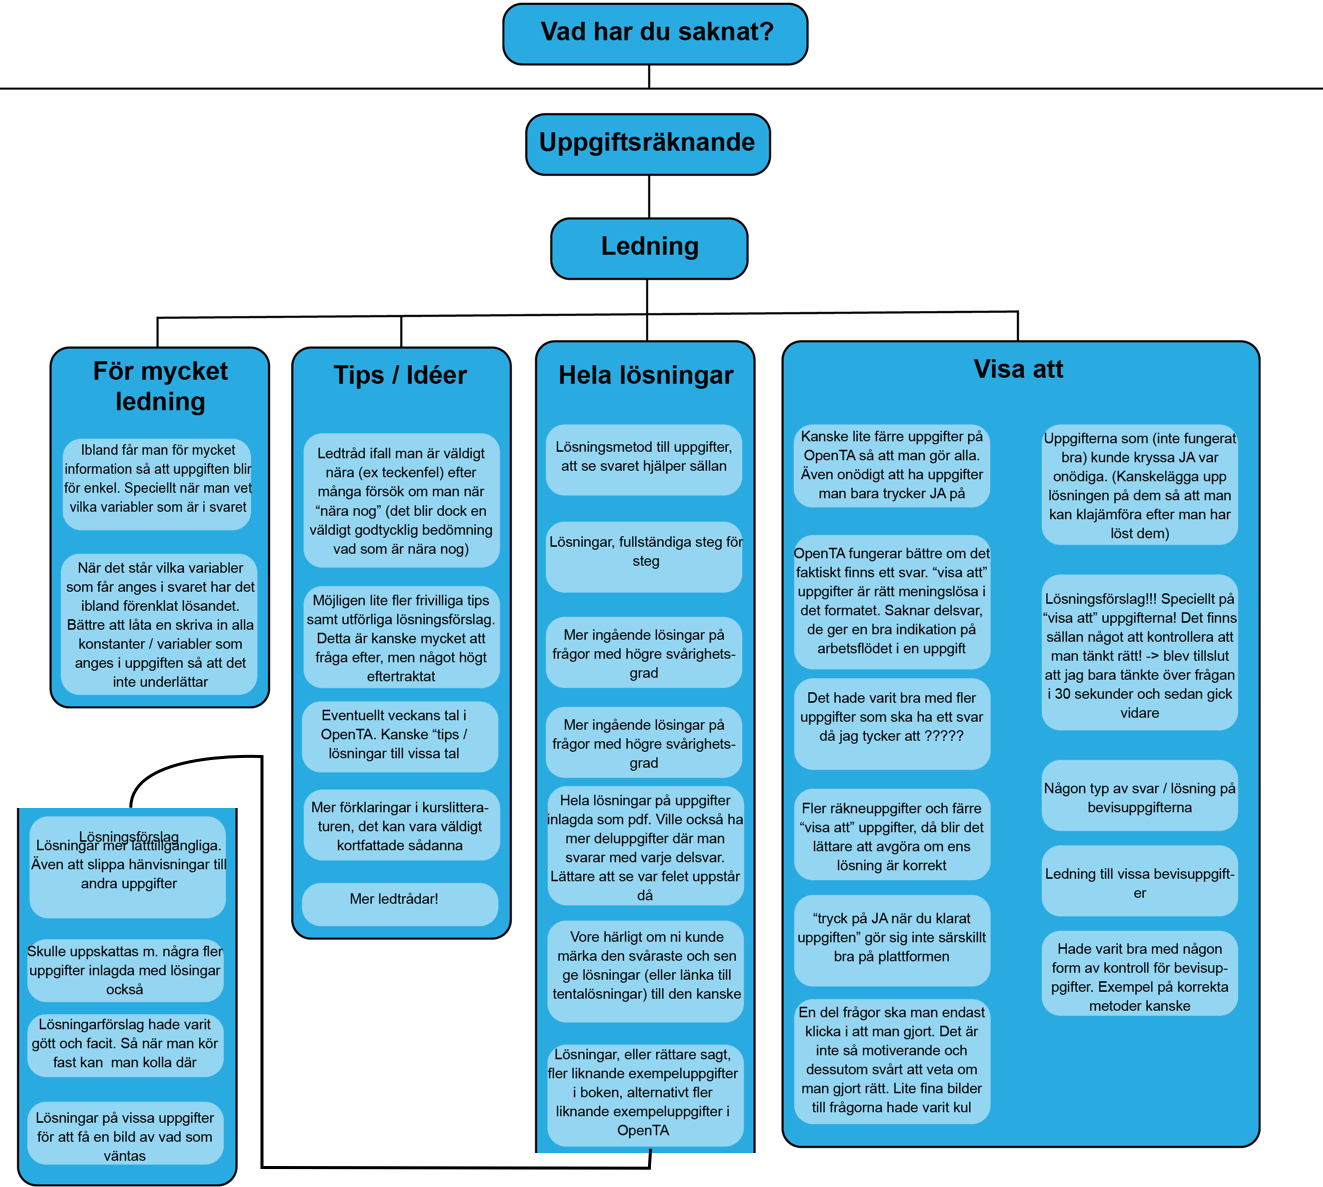 Vad har du saknat?
Uppgiftsräknande
Ledning
För mycket
ledning
Ibland får man för mycket
information så att uppgiften blir
för enkel. Speciellt när man vet
vilka variabler som är i svaret
När det står vilka variabler
som får anges i svaret har det
ibland förenklat lösandet.
Bättre att låta en skriva in alla
konstanter / variabler som
anges i uppgiften så att det
inte underlättar
Tips / Idéer
Ledtråd ifall man är väldigt
nära (ex teckenfel) efter
många försök om man när
“nära nog” (det blir dock en
väldigt godtycklig bedömning
vad som är nära nog)
Möjligen lite fler frivilliga tips
samt utförliga lösningsförslag.
Detta är kanske mycket att
fråga efter, men något högt
eftertraktat
Eventuellt veckans tal i
OpenTA. Kanske “tips /
lösningar till vissa tal
Mer förklaringar i kurslittera-
turen, det kan vara väldigt
kortfattade sådanna
Mer ledtrådar!
Hela lösningar
Lösningsmetod till uppgifter,
att se svaret hjälper sällan
Lösningar, fullständiga steg för
steg
Mer ingående lösingar på
frågor med högre svårighets-
grad
Mer ingående lösingar på
frågor med högre svårighets-
grad
Hela lösningar på uppgifter
inlagda som pdf. Ville också ha
mer deluppgifter där man
svarar med varje delsvar.
Lättare att se var felet uppstår
då
Vore härligt om ni kunde
märka den svåraste och sen
ge lösningar (eller länka till
tentalösningar) till den kanske
Lösningar, eller rättare sagt,
fler liknande exempeluppgifter
i boken, alternativt fler
liknande exempeluppgifter i
OpenTA
Lösningsförslag
Lösningar mer lätttillgängliga.
Även att slippa hänvisningar till
andra uppgifter
Skulle uppskattas m. några fler
uppgifter inlagda med lösingar
också
Lösningarförslag hade varit
gött och facit. Så när man kör
fast kan  man kolla där
Lösningar på vissa uppgifter
för att få en bild av vad som
väntas
Visa att
Kanske lite färre uppgifter på
OpenTA så att man gör alla.
Även onödigt att ha uppgifter
man bara trycker JA på
OpenTA fungerar bättre om det
faktiskt finns ett svar. “visa att”
uppgifter är rätt meningslösa i
det formatet. Saknar delsvar,
de ger en bra indikation på
arbetsflödet i en uppgift
Det hade varit bra med fler
uppgifter som ska ha ett svar
då jag tycker att ?????
Fler räkneuppgifter och färre
“visa att” uppgifter, då blir det
lättare att avgöra om ens
lösning är korrekt
“tryck på JA när du klarat
uppgiften” gör sig inte särskillt
bra på plattformen
En del frågor ska man endast
klicka i att man gjort. Det är
inte så motiverande och
dessutom svårt att veta om
man gjort rätt. Lite fina bilder
till frågorna hade varit kul
Uppgifterna som (inte fungerat
bra) kunde kryssa JA var
onödiga. (Kanskelägga upp
lösningen på dem så att man
kan klajämföra efter man har
löst dem)
Lösningsförslag!!! Speciellt på
“visa att” uppgifterna! Det finns
sällan något att kontrollera att
man tänkt rätt! -> blev tillslut
att jag bara tänkte över frågan
i 30 sekunder och sedan gick
vidare
Någon typ av svar / lösning på
bevisuppgifterna
Ledning till vissa bevisuppgift-
er
Hade varit bra med någon
form av kontroll för bevisup-
pgifter. Exempel på korrekta
metoder kanske